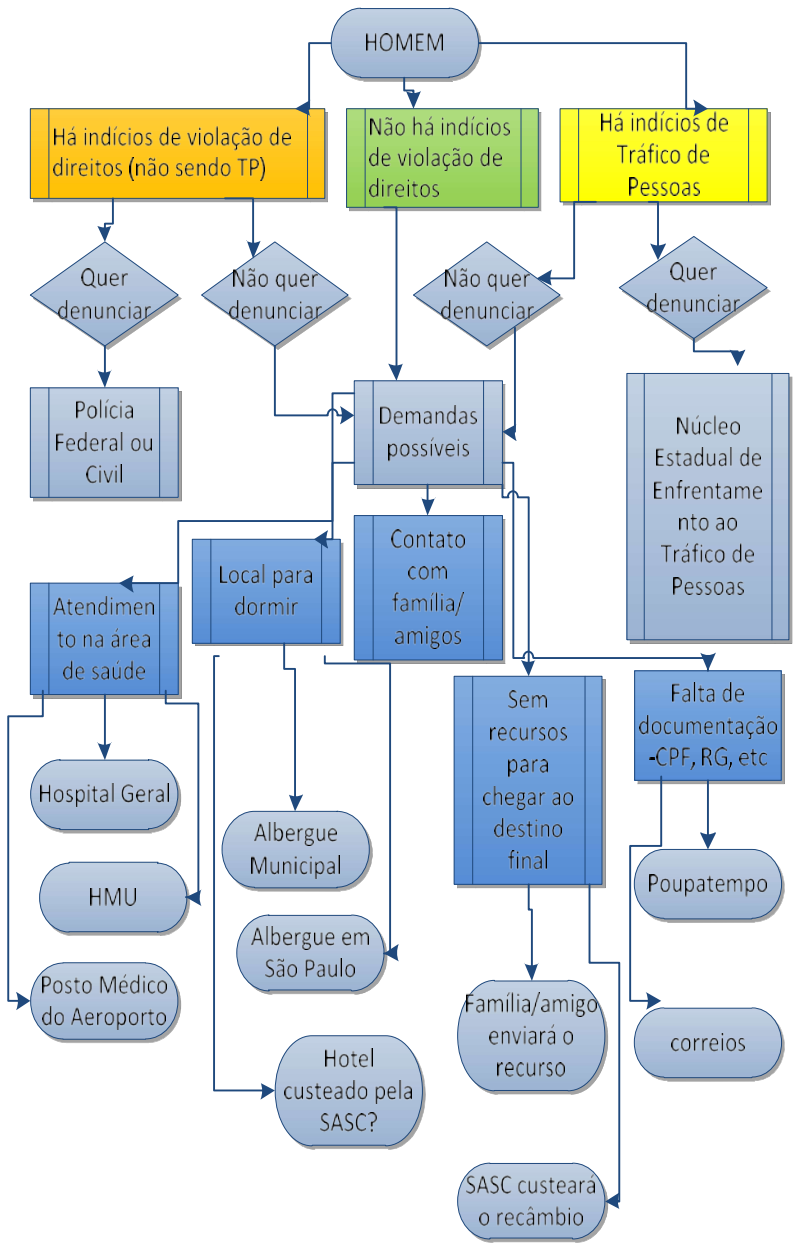 HOMEM
Há indícios de violação de
direitos (não sendo TP)
Não há indícios
de violação de
direitos
Há indícios de
Tráfico de
Pessoas
Quer
denunciar
Não quer
denunciar
Não quer
denunciar
Quer
denunciar
Polícia
Federal ou
Civil
Demandas
possíveis
Núcleo
Estadual de
Enfrentame
nto ao
Tráfico de
Pessoas
Atendimen
to na área
de saúde
Local para
dormir
Contato
com
família/
amigos
Sem
recursos
para
chegar ao
destino
final
Falta de
documentação
-CPF, RG, etc
Hospital Geral
HMU
Posto Médico
do Aeroporto
Albergue
Municipal
Albergue em
São Paulo
Hotel
custeado pela
SASC?
Família/amigo
enviará o
recurso
SASC custeará
o recâmbio
Poupatempo
correios